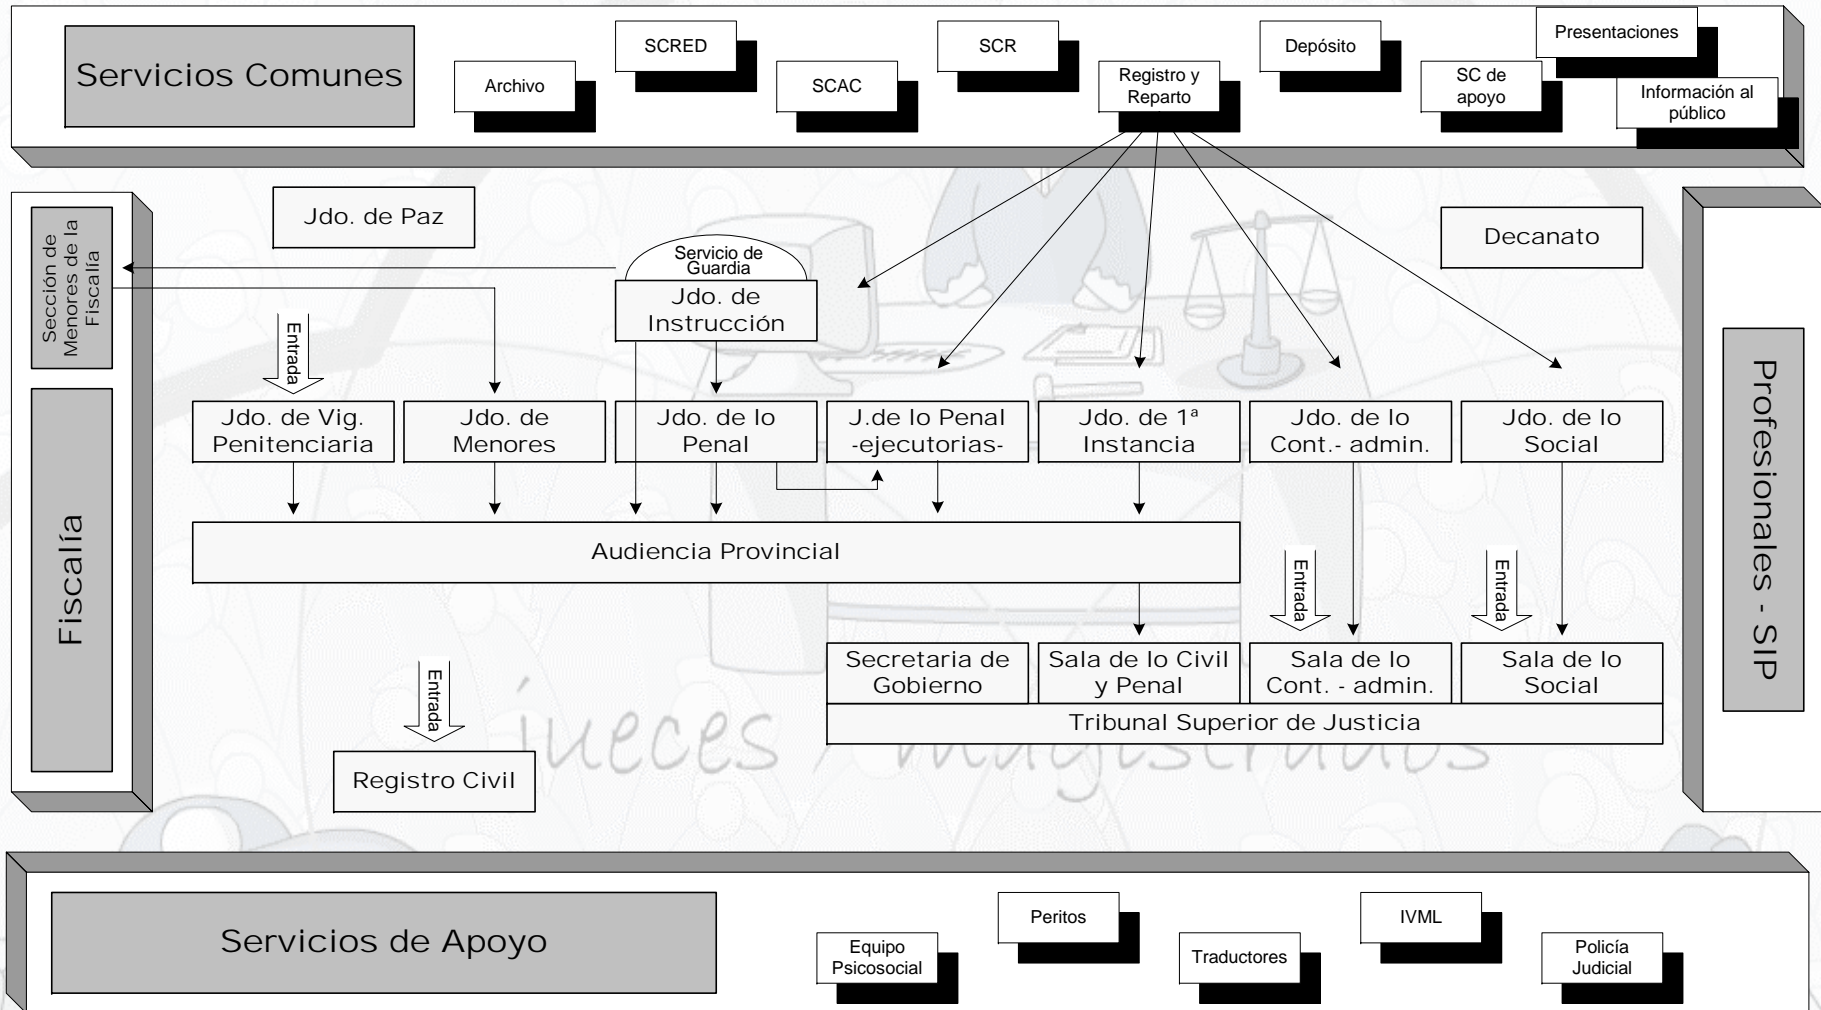 Servicios Comunes
Archivo
SCRED
SCAC
SCR
Registro y
Reparto
Depósito
SC de
apoyo
Presentaciones
Información al
público
Sección de
Menores de la
Fiscalía
Fiscalía
Jdo. de Paz
Servicio de
Guardia
Jdo. de
Instrucción
Decanato
Profesionales - SIP
Entrada
Jdo. de Vig.
Penitenciaria
Jdo. de
Menores
Jdo. de lo
Penal
J.de lo Penal
-ejecutorias-
Jdo. de 1ª
Instancia
Jdo. de lo
Cont.- admin.
Jdo. de lo
Social
Audiencia Provincial
Entrada
Entrada
Secretaria de
Gobierno
Sala de lo Civil
y Penal
Sala de lo
Cont. - admin.
Sala de lo
Social
Tribunal Superior de Justicia
Entrada
Registro Civil
jueces / magistrados
Servicios de Apoyo
Equipo
Psicosocial
Peritos
Traductores
IVML
Policía
Judicial